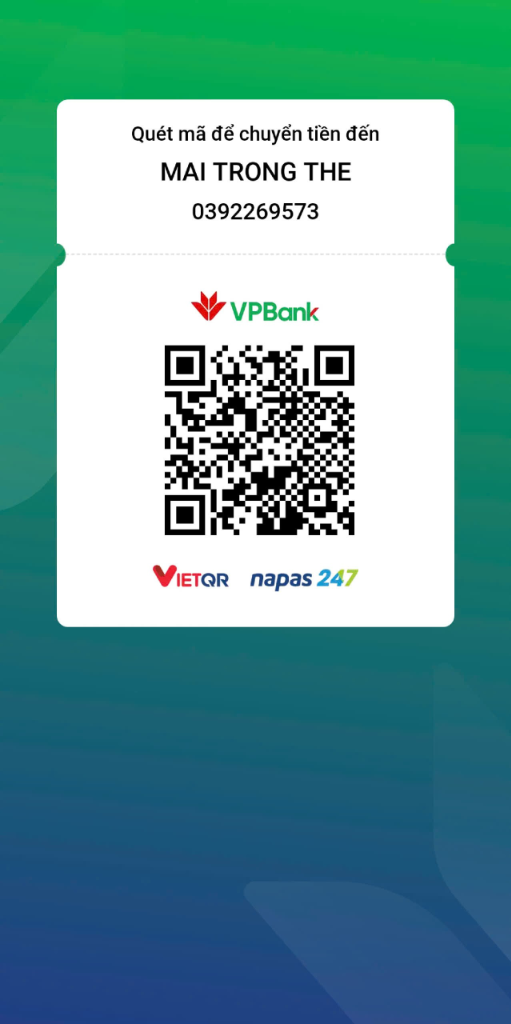 Quét mã để chuyển tiền đến
MAI TRONG THE
0392269573
VPBank
VIETQR napas 247